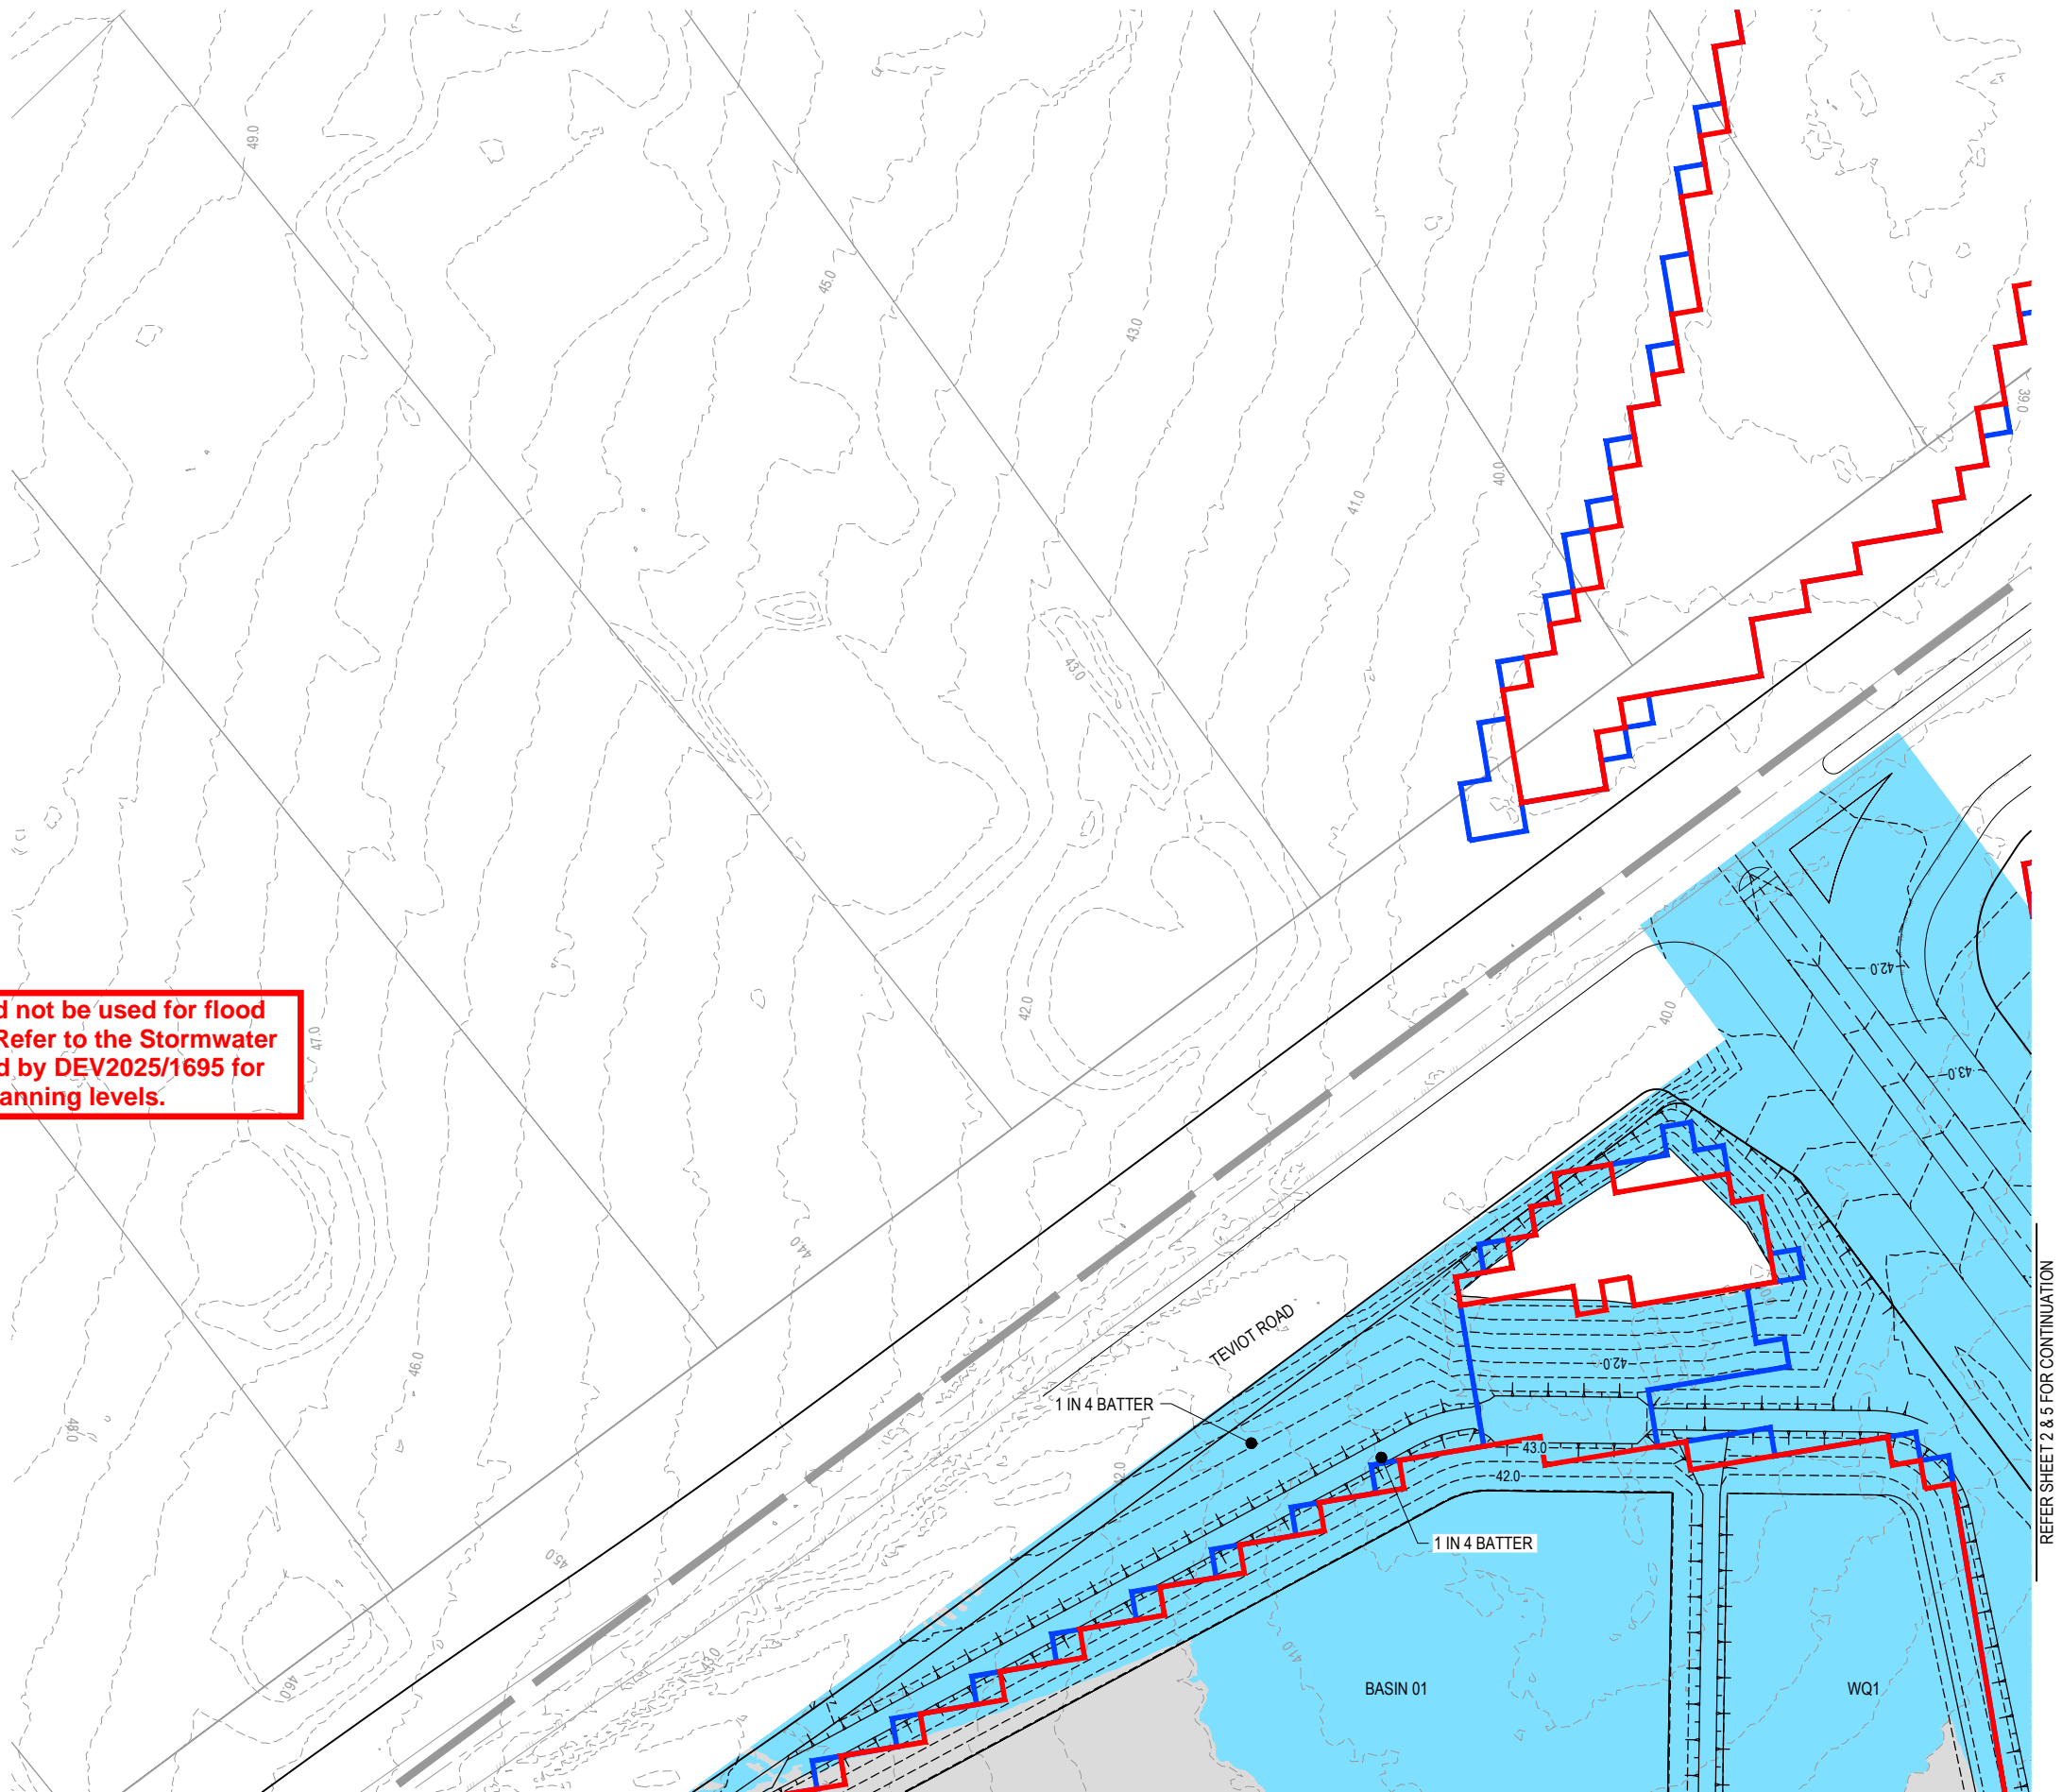 49.0
45.0
43.0
39.0
40.0
41.0
43.0
42.0
d not be used for flood
Refer to the Stormwater
d by DEV2025/1695 for
anning levels.
47.0
42.0
40.0
43.0
44.0
TEVIOT ROAD
REFER SHEET 2 & 5 FOR CONTINUATION
46.0
42.0
1 IN 4 BATTER
48.0
43.0
42.0
42.0
1 IN 4 BATTER
45.0
41.0
43.0
46.0
BASIN 01
WQ1